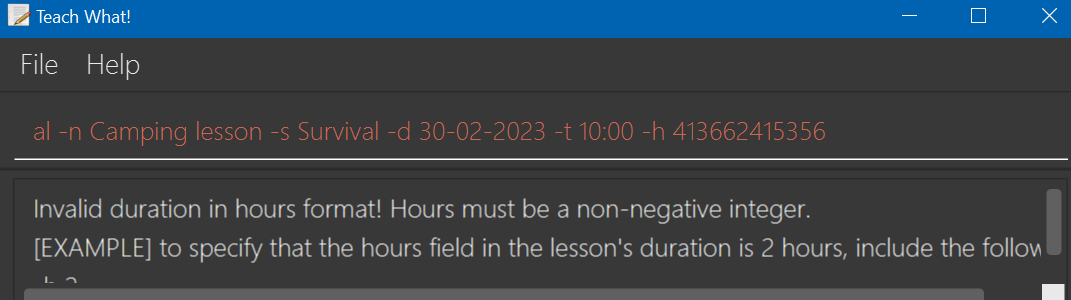 Teach What!
File Help
al -n Camping lesson -s Survival -d 30-02-2023 -t 10:00 -h 413662415356
Invalid duration in hours format! Hours must be a non-negative integer.
[EXAMPLE] to specify that the hours field in the lesson's duration is 2 hours, include the follow